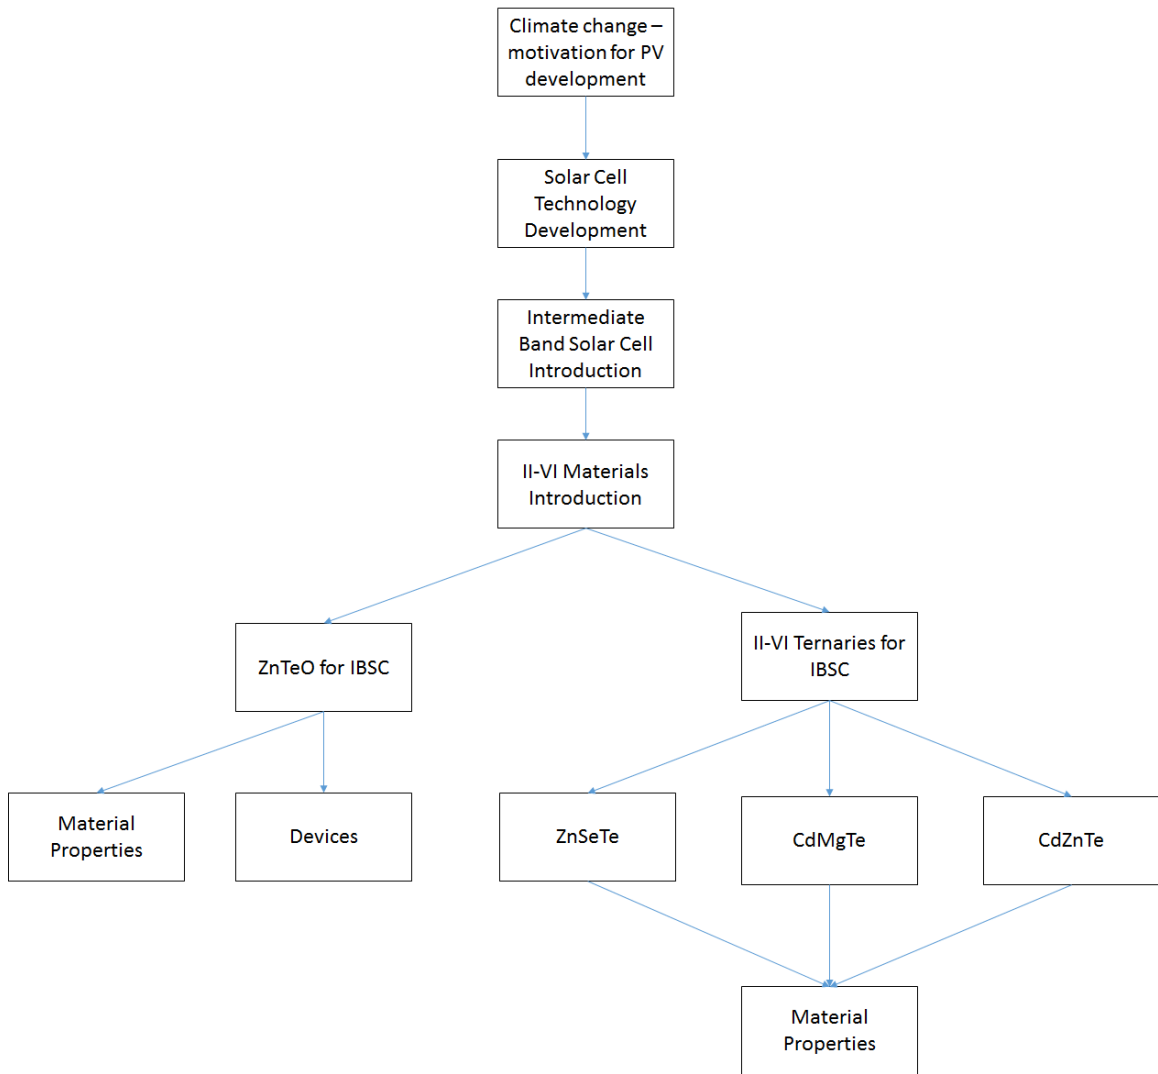 Climate change –
motivation for PV
development
Solar Cell
Technology
Development
Intermediate
Band Solar Cell
Introduction
II-VI Materials
Introduction
ZnTeO for IBSC
II-VI Ternaries for
IBSC
Material
Properties
Devices
ZnSeTe
CdMgTe
CdZnTe
Material
Properties